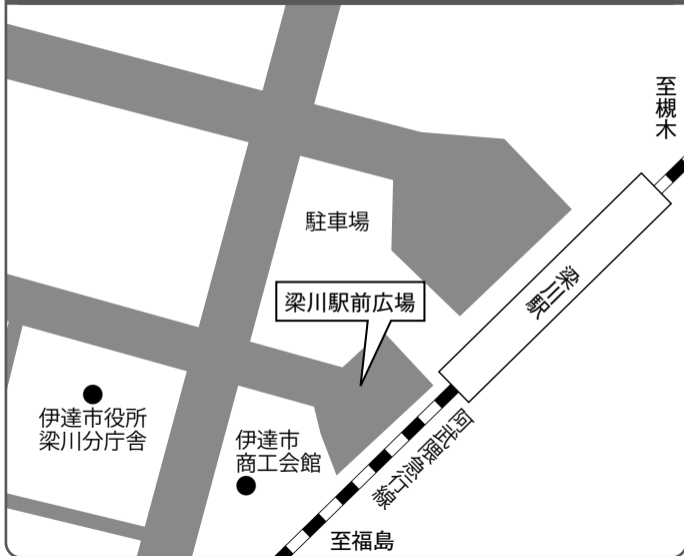 至槻木
駐車場
梁川駅
梁川駅前広場
伊達市役所
梁川分庁舎
伊達市
商工会館
阿武隈急行線
至福島